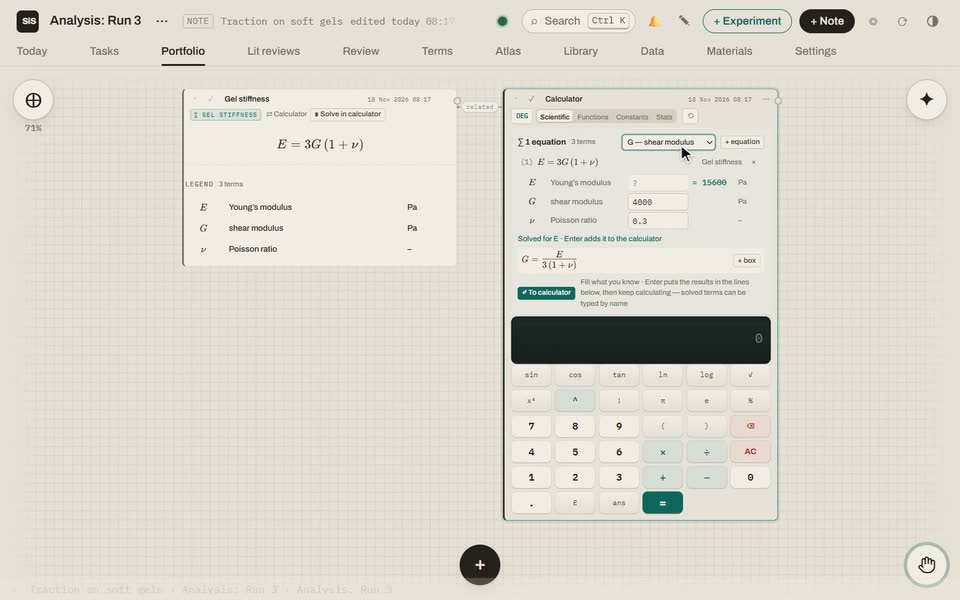 SIS Analysis: Run 3 ··· NOTE Traction on soft gels edited today 08:17 Search Ctrl K + Experiment + Note
Today Tasks Portfolio Lit reviews Review Terms Atlas Library Data Materials Settings
71%
Gel stiffness 18 Nov 2026 08:17
GEL STIFFNESS Calculator Solve in calculator
E = 3G (1 + ν)
LEGEND 3 terms
E Young's modulus Pa
G shear modulus Pa
ν Poisson ratio –
related
Calculator 18 Nov 2026 08:17 ···
DEG Scientific Functions Constants Stats
∑ 1 equation 3 terms G — shear modulus + equation
(1) E = 3G (1 + ν) Gel stiffness ×
E Young's modulus ? = 15600 Pa
G shear modulus 4000 Pa
ν Poisson ratio 0.3 –
Solved for E · Enter adds it to the calculator
G = E / 3 (1 + ν) + box
↵ To calculator
Fill what you know · Enter puts the results in the lines
below, then keep calculating — solved terms can be
typed by name
0
sin cos tan ln log √
^ ! π e %
7 8 9 ( ) ⌫
4 5 6 × ÷ AC
1 2 3 + − 0
. E ans =
+
Traction on soft gels › Analysis: Run 3 › Analysis: Run 3